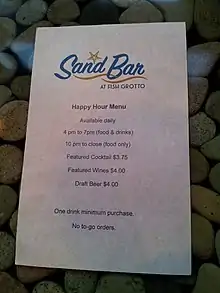 Sand Bar
AT FISH GROTTO
Happy Hour Menu
Available daily
4 pm to 7pm (food & drinks)
10 pm to close (food only)
Featured Cocktail $3.75
Featured Wines $4.00
Draft Beer $4.00
One drink minimum purchase.
No to-go orders.